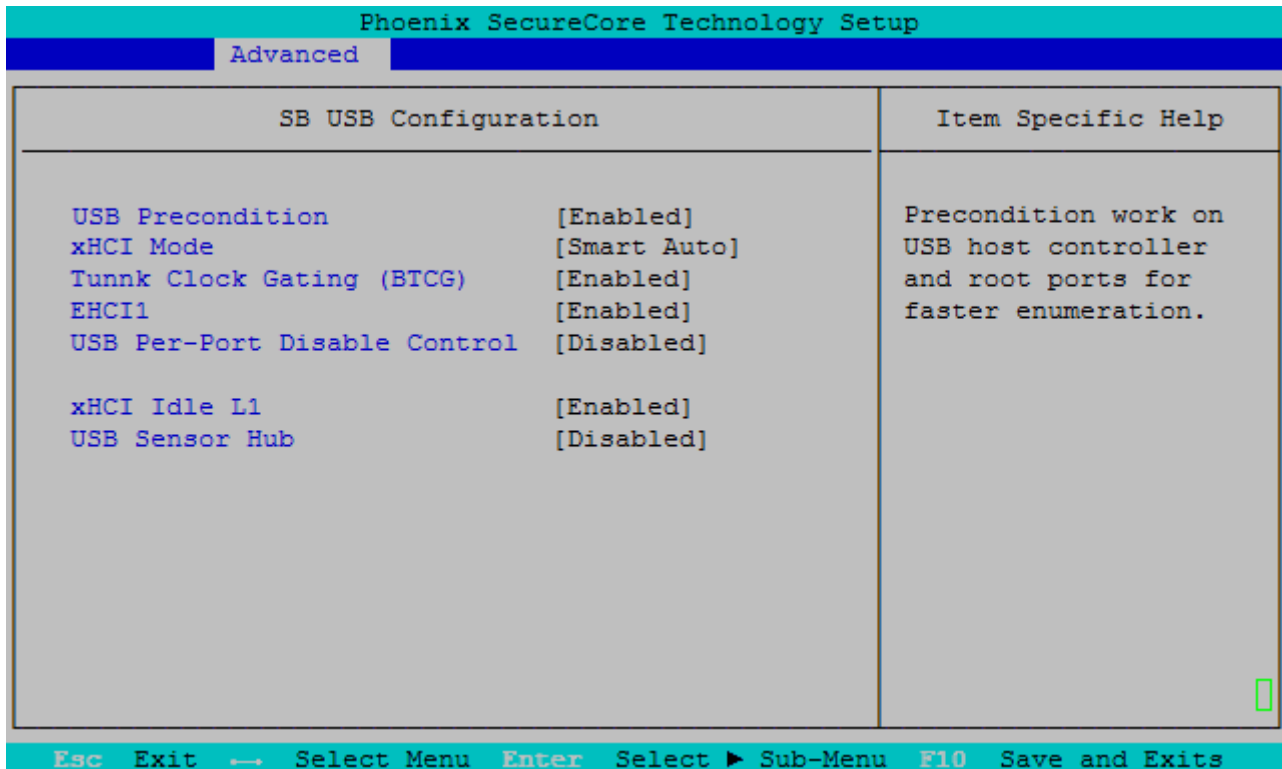 Phoenix SecureCore Technology Setup
Advanced
SB USB Configuration
Item Specific Help
USB Precondition [Enabled]
xHCI Mode [Smart Auto]
Tunnk Clock Gating (BTCG) [Enabled]
EHCI1 [Enabled]
USB Per-Port Disable Control [Disabled]
xHCI Idle L1 [Enabled]
USB Sensor Hub [Disabled]
Precondition work on
USB host controller
and root ports for
faster enumeration.
Esc Exit ←→ Select Menu Enter Select ▶ Sub-Menu F10 Save and Exits